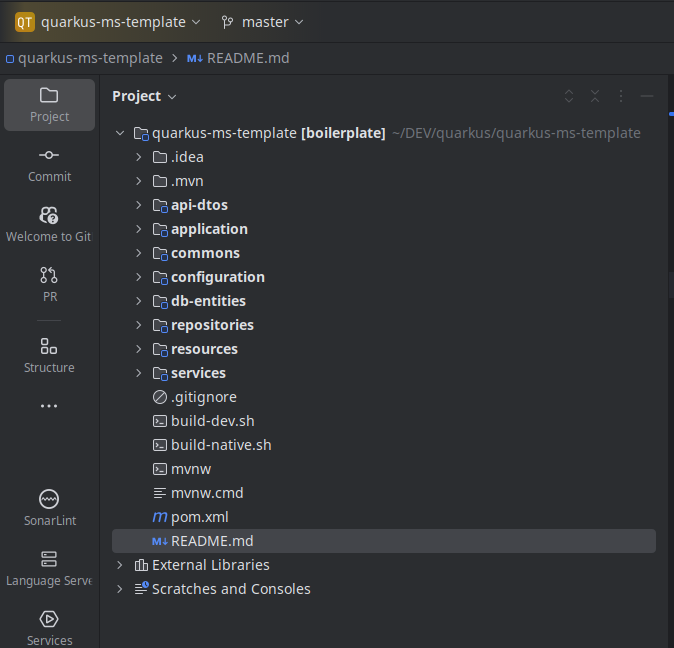 QT quarkus-ms-template master
quarkus-ms-template > README.md
Project
Project
quarkus-ms-template [boilerplate] ~/DEV/quarkus/quarkus-ms-template
.idea
Commit
.mvn
api-dtos
application
Welcome to Git
commons
configuration
PR
db-entities
repositories
resources
Structure
services
.gitignore
build-dev.sh
build-native.sh
mvnw
mvnw.cmd
SonarLint
m pom.xml
M↓ README.md
External Libraries
Language Serve
Scratches and Consoles
Services